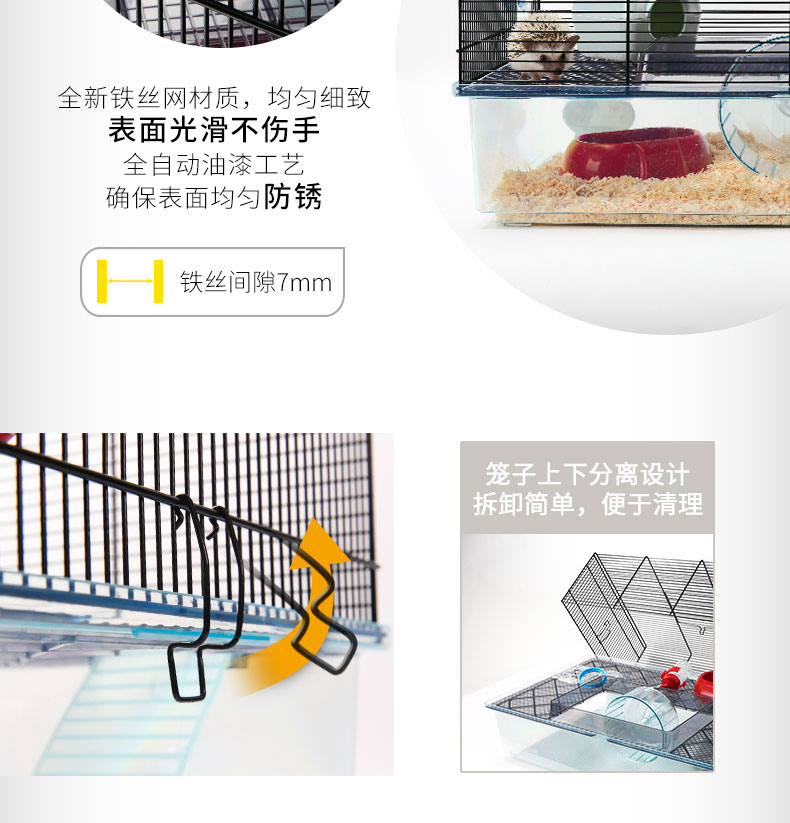 全新铁丝网材质，均匀细致
表面光滑不伤手
全自动油漆工艺
确保表面均匀防锈
铁丝间隙7mm
笼子上下分离设计
拆卸简单，便于清理